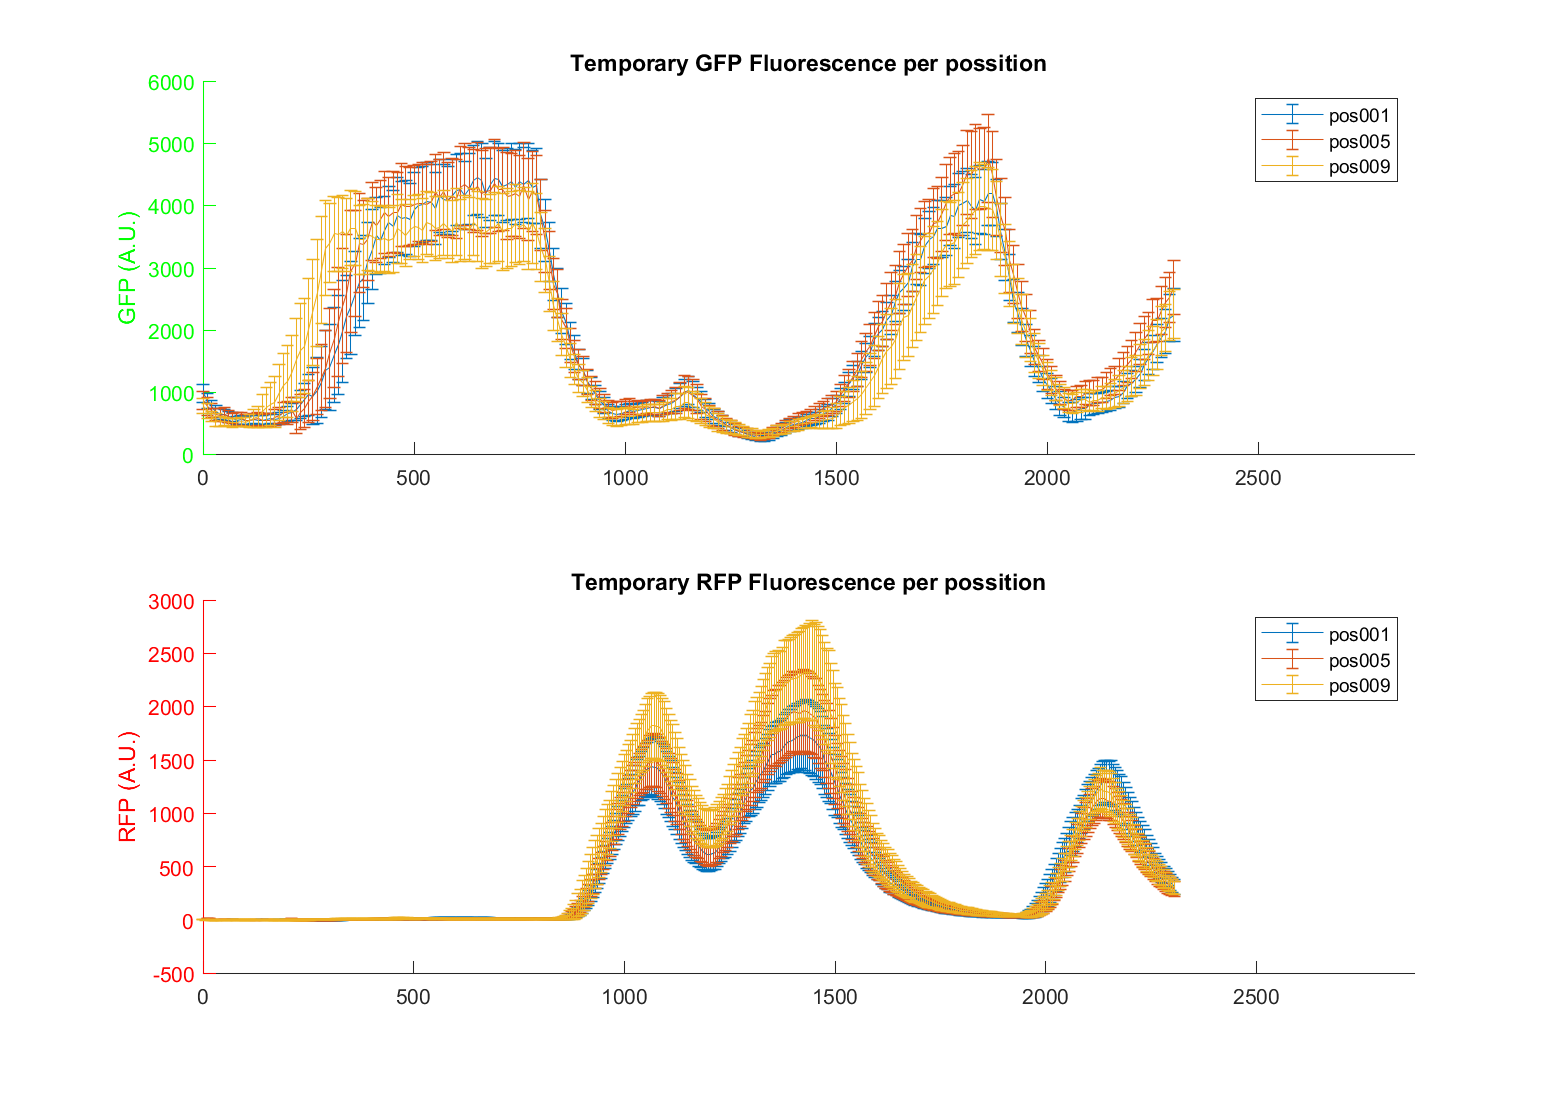 Temporary GFP Fluorescence per possition
6000
5000
4000
3000
2000
1000
0
GFP (A.U.)
0 500 1000 1500 2000 2500
pos001
pos005
pos009
Temporary RFP Fluorescence per possition
3000
2500
2000
1500
1000
500
0
-500
RFP (A.U.)
0 500 1000 1500 2000 2500
pos001
pos005
pos009